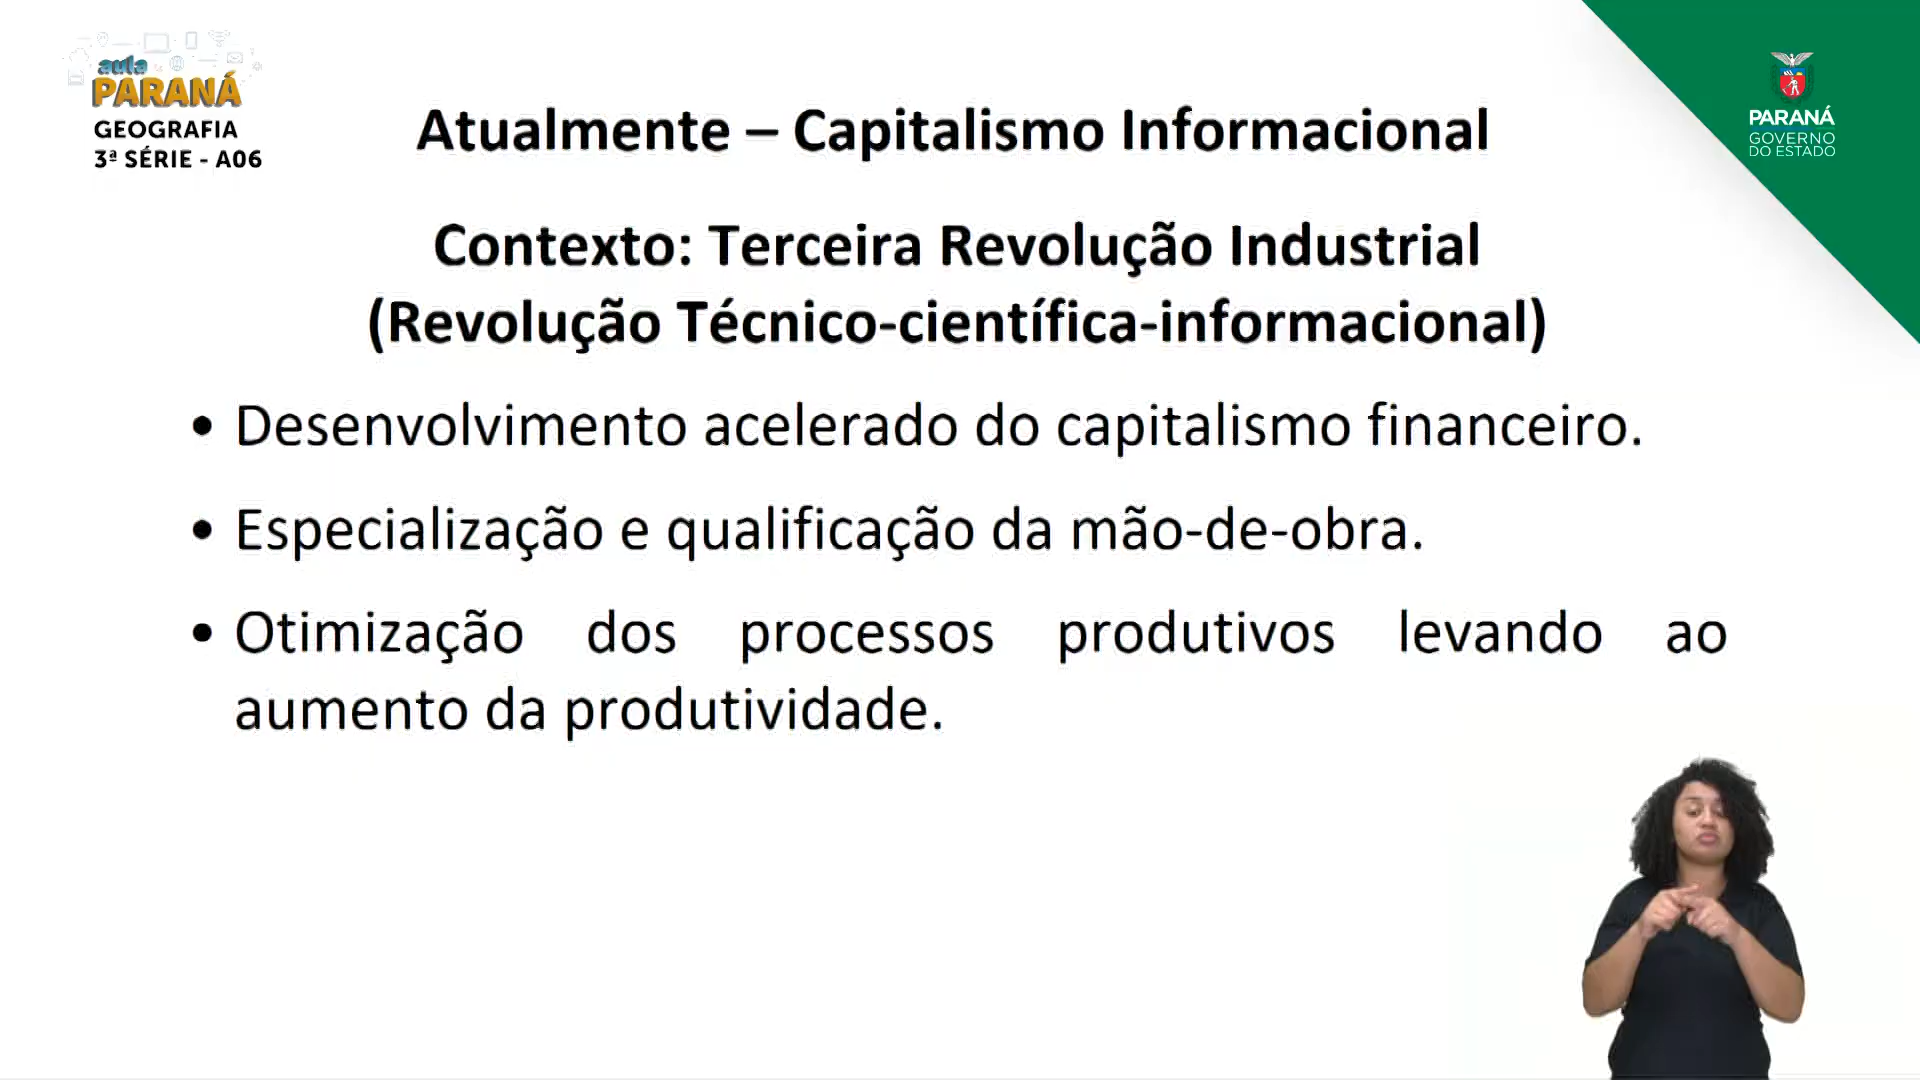 aula
PARANÁ
GEOGRAFIA
3ª SÉRIE - A06
PARANÁ
GOVERNO
DO ESTADO
Atualmente – Capitalismo Informacional
Contexto: Terceira Revolução Industrial
(Revolução Técnico-científica-informacional)
• Desenvolvimento acelerado do capitalismo financeiro.
• Especialização e qualificação da mão-de-obra.
• Otimização dos processos produtivos levando ao
aumento da produtividade.